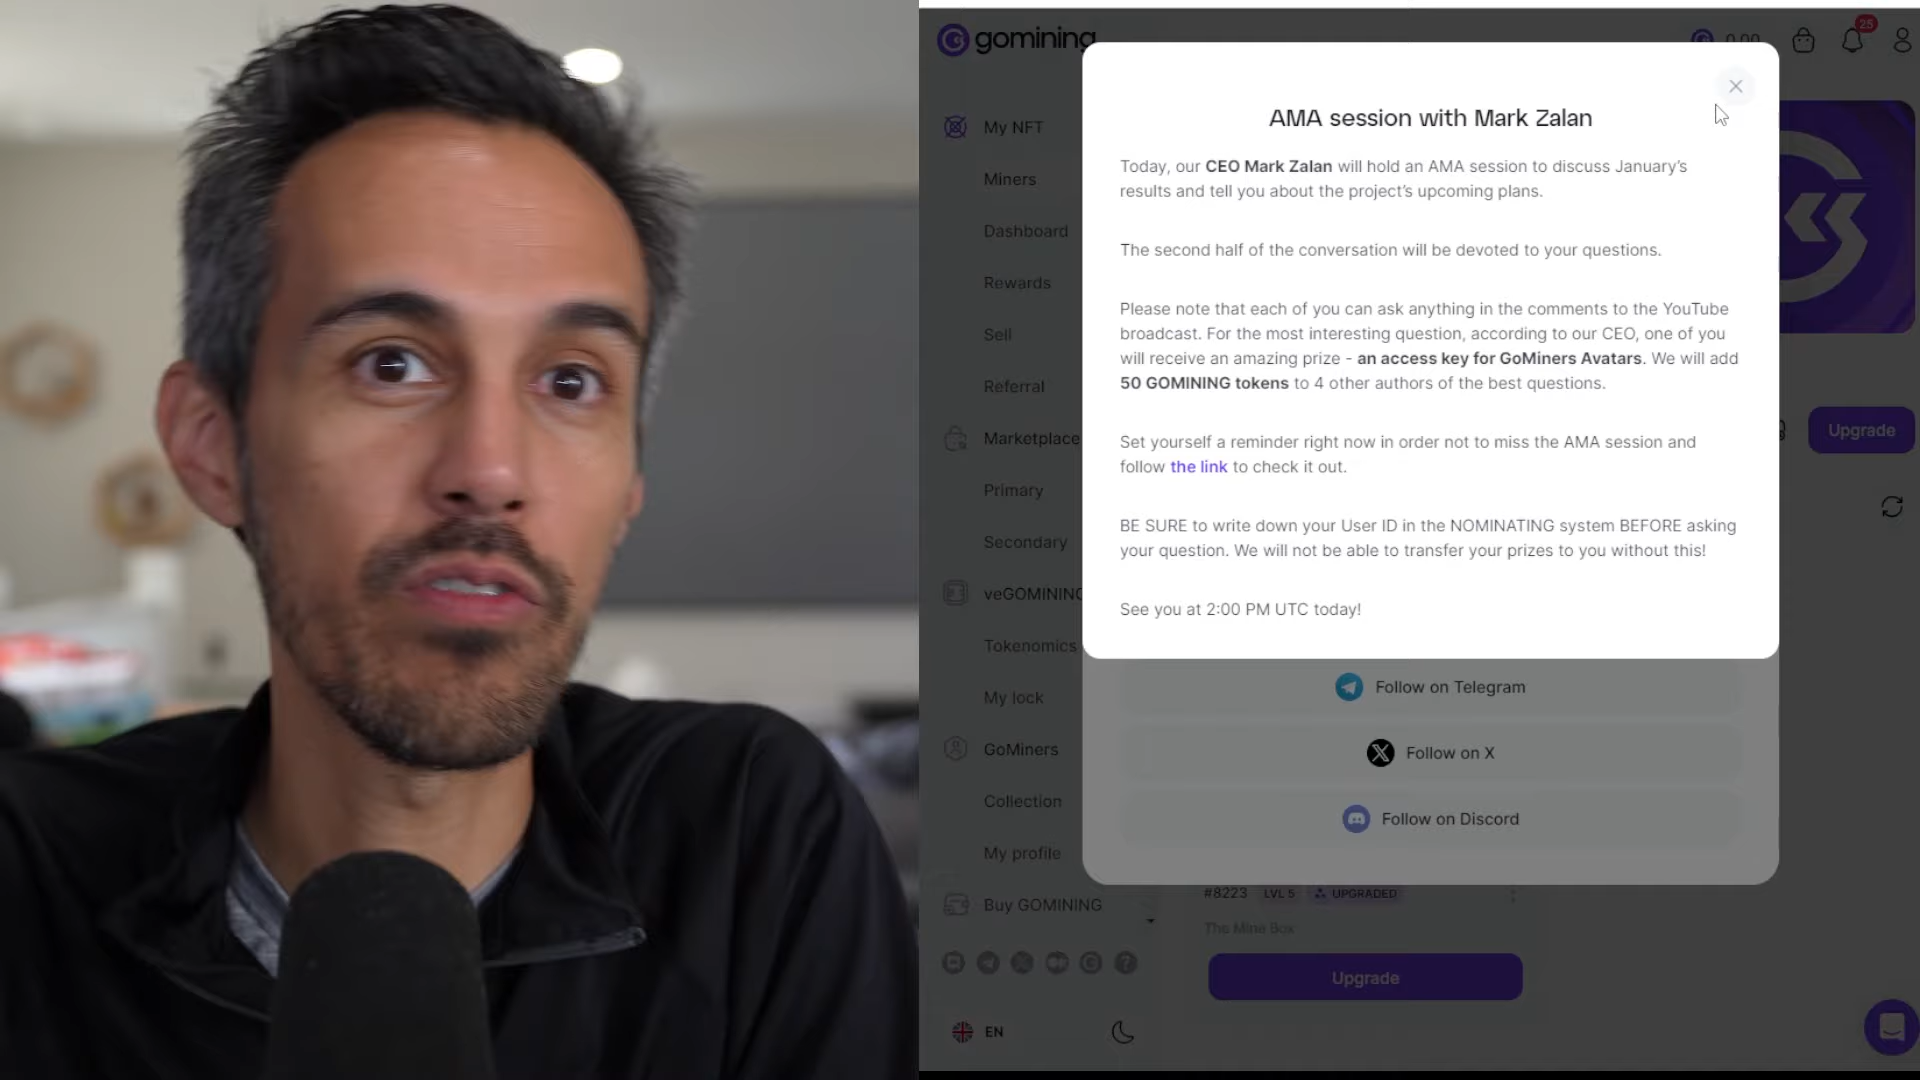 gomining
0.00
25
My NFT
Miners
Dashboard
Rewards
Sell
Referral
Marketplace
Primary
Secondary
veGOMINING
Tokenomics
My lock
GoMiners
Collection
My profile
Buy GOMINING
EN
AMA session with Mark Zalan
Today, our CEO Mark Zalan will hold an AMA session to discuss January's
results and tell you about the project's upcoming plans.
The second half of the conversation will be devoted to your questions.
Please note that each of you can ask anything in the comments to the YouTube
broadcast. For the most interesting question, according to our CEO, one of you
will receive an amazing prize - an access key for GoMiners Avatars. We will add
50 GOMINING tokens to 4 other authors of the best questions.
Set yourself a reminder right now in order not to miss the AMA session and
follow the link to check it out.
BE SURE to write down your User ID in the NOMINATING system BEFORE asking
your question. We will not be able to transfer your prizes to you without this!
See you at 2:00 PM UTC today!
Follow on Telegram
Follow on X
Follow on Discord
#8223 LVL 5 UPGRADED
The Mine Box
Upgrade
Upgrade